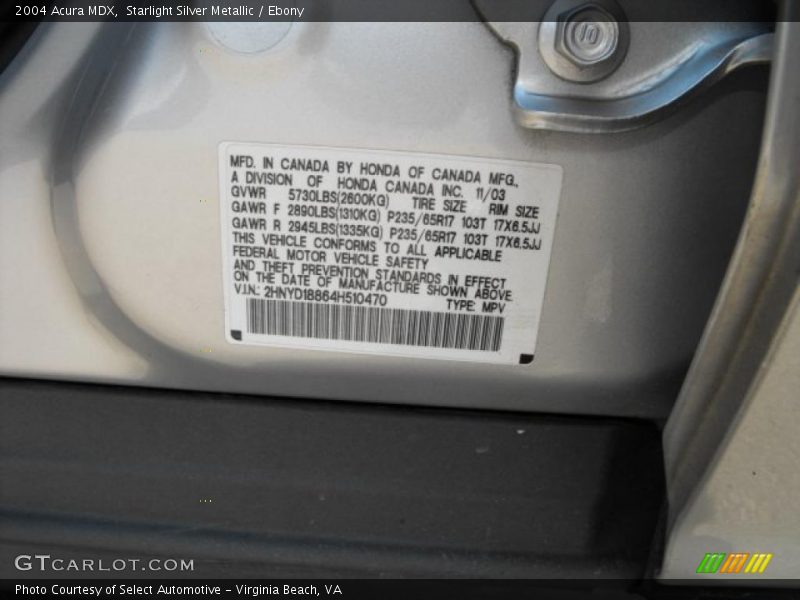 2004 Acura MDX, Starlight Silver Metallic / Ebony
10
MFD. IN CANADA BY HONDA OF CANADA MFG.,
A DIVISION OF HONDA CANADA INC. 11/03
GVWR 5730LBS(2600KG) TIRE SIZE RIM SIZE
GAWR F 2890LBS(1310KG) P235/65R17 103T 17X6.5JJ
GAWR R 2945LBS(1335KG) P235/65R17 103T 17X6.5JJ
THIS VEHICLE CONFORMS TO ALL APPLICABLE
FEDERAL MOTOR VEHICLE SAFETY
AND THEFT PREVENTION STANDARDS IN EFFECT
ON THE DATE OF MANUFACTURE SHOWN ABOVE.
V.I.N.: 2HNYD18864H510470 TYPE: MPV
GTCARLOT.COM
Photo Courtesy of Select Automotive - Virginia Beach, VA